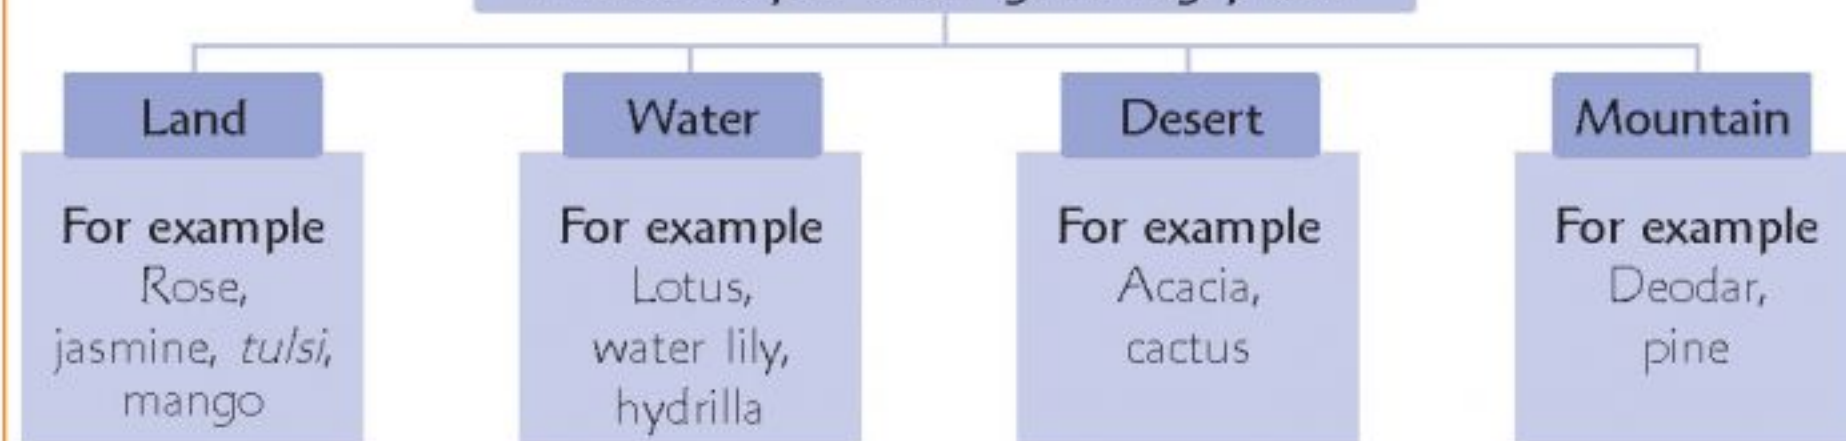 Land
Water
Desert
Mountain
For example
Rose,
jasmine, tulsi,
mango
For example
Lotus,
water lily,
hydrilla
For example
Acacia,
cactus
For example
Deodar,
pine